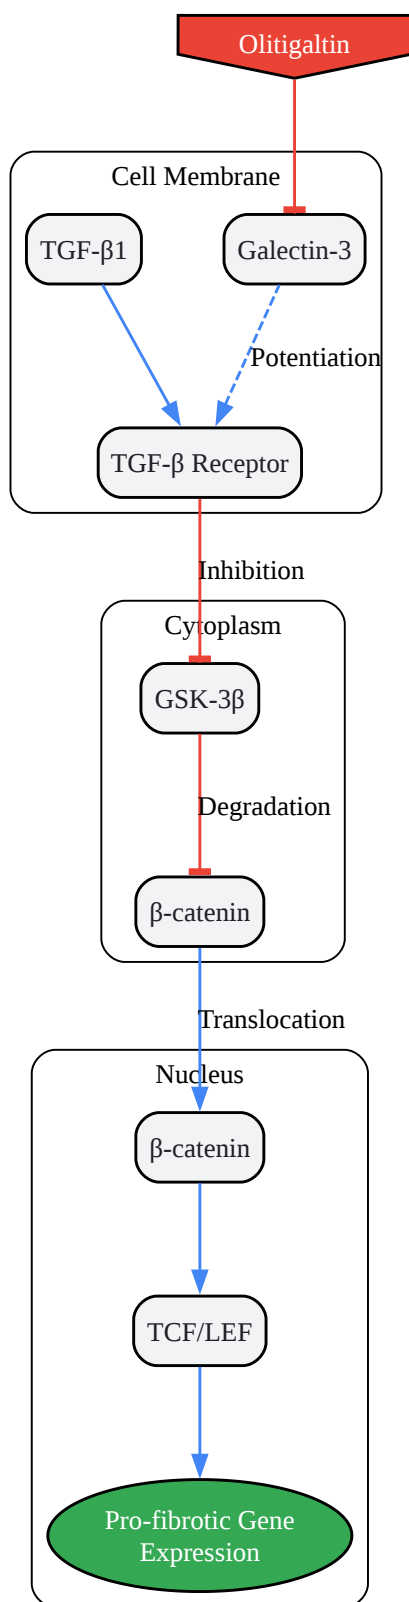 Olitigaltin
Cell Membrane
TGF-β1
Galectin-3
Potentiation
TGF-β Receptor
Inhibition
Cytoplasm
GSK-3β
Degradation
β-catenin
Translocation
Nucleus
β-catenin
TCF/LEF
Pro-fibrotic Gene
Expression